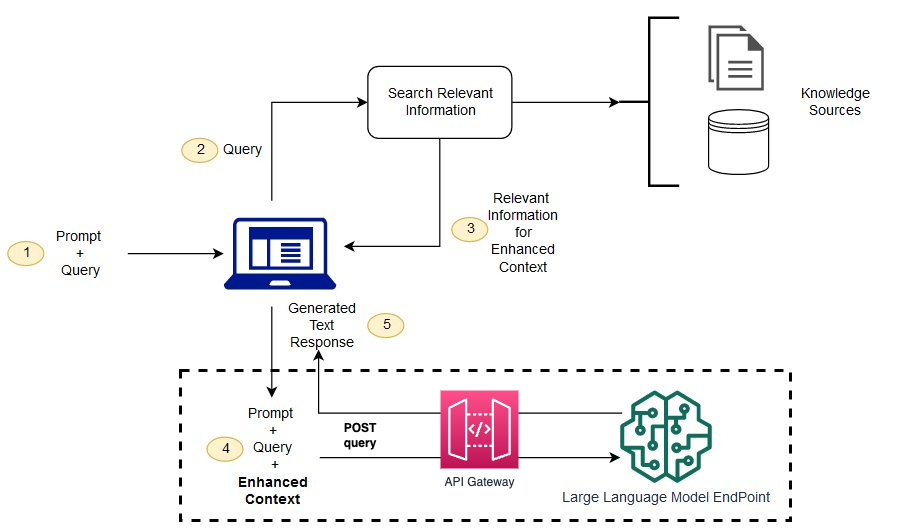 Search Relevant
Information
Knowledge
Sources
2
Query
1
Prompt
+
Query
3
Relevant
Information
for
Enhanced
Context
Generated
Text
Response
5
4
Prompt
+
Query
+
Enhanced
Context
POST
query
</>
API Gateway
Large Language Model EndPoint